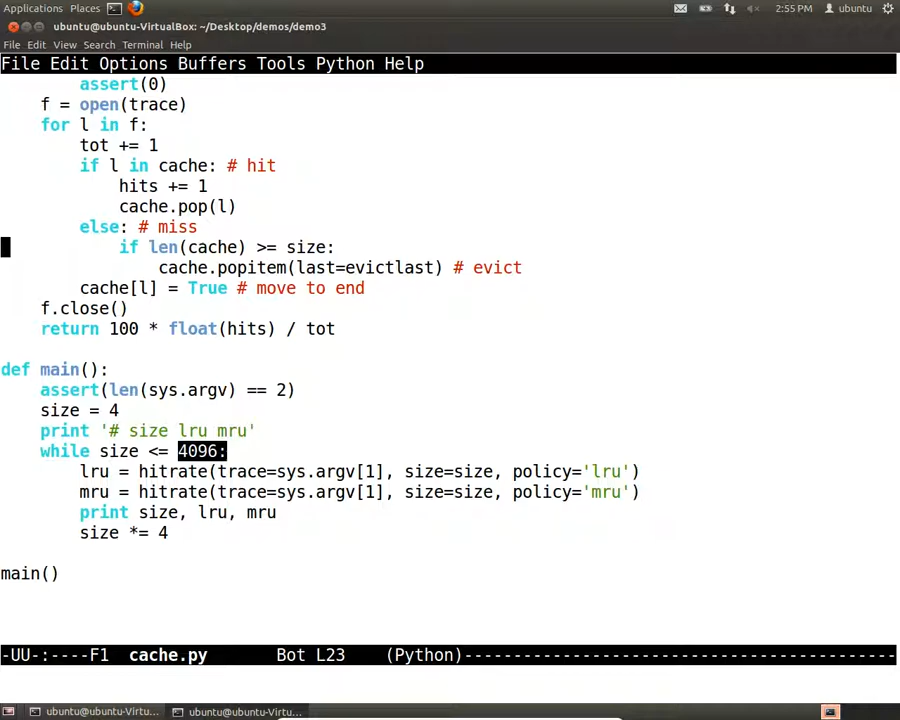 Applications Places 2:55 PM ubuntu
ubuntu@ubuntu-VirtualBox: ~/Desktop/demos/demo3
File Edit View Search Terminal Help
File Edit Options Buffers Tools Python Help
        assert(0)
    f = open(trace)
    for l in f:
        tot += 1
        if l in cache: # hit
            hits += 1
            cache.pop(l)
        else: # miss
            if len(cache) >= size:
                cache.popitem(last=evictlast) # evict
        cache[l] = True # move to end
    f.close()
    return 100 * float(hits) / tot
def main():
    assert(len(sys.argv) == 2)
    size = 4
    print '# size lru mru'
    while size <= 4096:
        lru = hitrate(trace=sys.argv[1], size=size, policy='lru')
        mru = hitrate(trace=sys.argv[1], size=size, policy='mru')
        print size, lru, mru
        size *= 4
main()
-UU-:----F1  cache.py       Bot L23    (Python)--------------------------------------------
ubuntu@ubuntu-Virtu... ubuntu@ubuntu-Virtu...